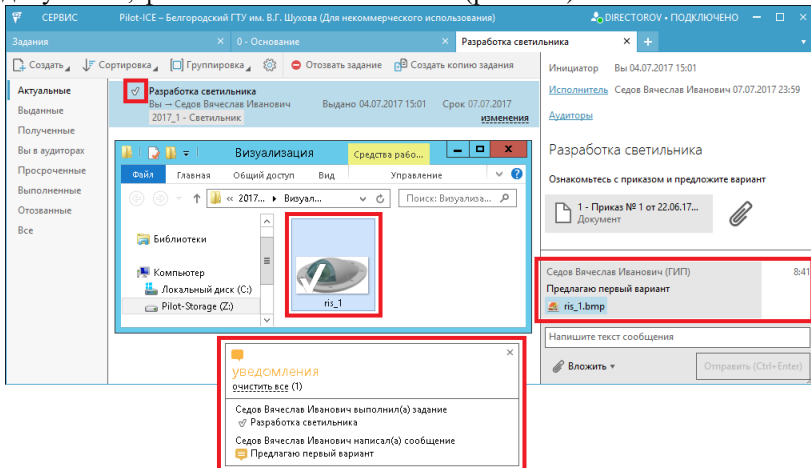 СЕРВИС
Pilot-ICE – Белгородский ГТУ им. В.Г. Шухова (Для некоммерческого использования)
DIRECTOROV • ПОДКЛЮЧЕНО
Задания
0 - Основание
Разработка светильника
Создать
Сортировка
Группировка
Отозвать задание
Создать копию задания
Актуальные
Выданные
Полученные
Вы в аудиторах
Просроченные
Выполненные
Отозванные
Все
Разработка светильника
Вы → Седов Вячеслав Иванович
Выдано 04.07.2017 15:01
Срок 07.07.2017
2017_1 - Светильник
изменения
Визуализация
Средства рабо...
Файл
Главная
Общий доступ
Вид
Управление
« 2017... ▸ Визуал...
Поиск: Визуализа...
Библиотеки
Компьютер
Локальный диск (C:)
Pilot-Storage (Z:)
ris_1
Инициатор Вы 04.07.2017 15:01
Исполнитель Седов Вячеслав Иванович 07.07.2017 23:59
Аудиторы
Разработка светильника
Ознакомьтесь с приказом и предложите вариант
1 - Приказ № 1 от 22.06.17...
Документ
Седов Вячеслав Иванович (ГИП) 8:41
Предлагаю первый вариант
ris_1.bmp
Напишите текст сообщения
Вложить
Отправить (Ctrl+Enter)
уведомления
очистить все (1)
Седов Вячеслав Иванович выполнил(а) задание
Разработка светильника
Седов Вячеслав Иванович написал(а) сообщение
Предлагаю первый вариант